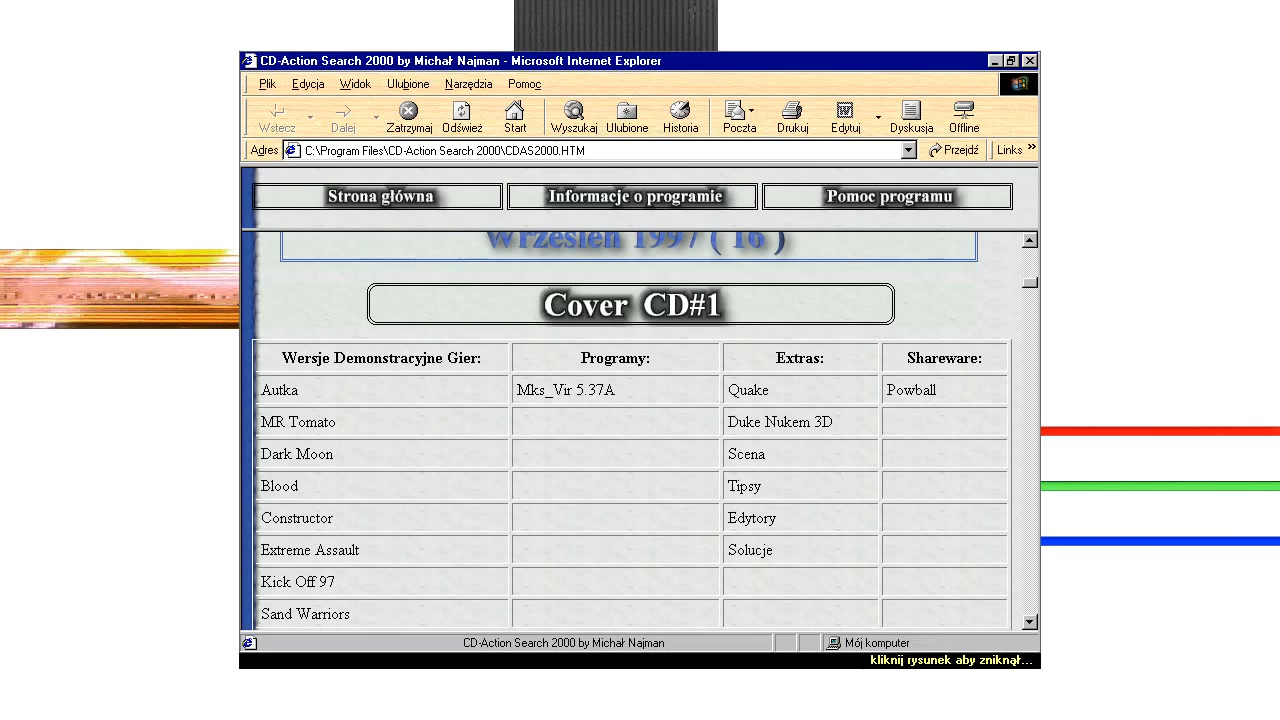 CD-Action Search 2000 by Michał Najman - Microsoft Internet Explorer
Plik Edycja Widok Ulubione Narzędzia Pomoc
Wstecz Dalej Zatrzymaj Odśwież Start Wyszukaj Ulubione Historia Poczta Drukuj Edytuj Dyskusja Offline
Adres C:\Program Files\CD-Action Search 2000\CDAS2000.HTM Przejdź Links »
Strona główna Informacje o programie Pomoc programu
Wrzesień 1997 ( 16 )
Cover CD#1
Wersje Demonstracyjne Gier: Programy: Extras: Shareware:
Autka Mks_Vir 5.37A Quake Powball
MR Tomato Duke Nukem 3D
Dark Moon Scena
Blood Tipsy
Constructor Edytory
Extreme Assault Solucje
Kick Off 97
Sand Warriors
CD-Action Search 2000 by Michał Najman Mój komputer
kliknij rysunek aby zniknął...